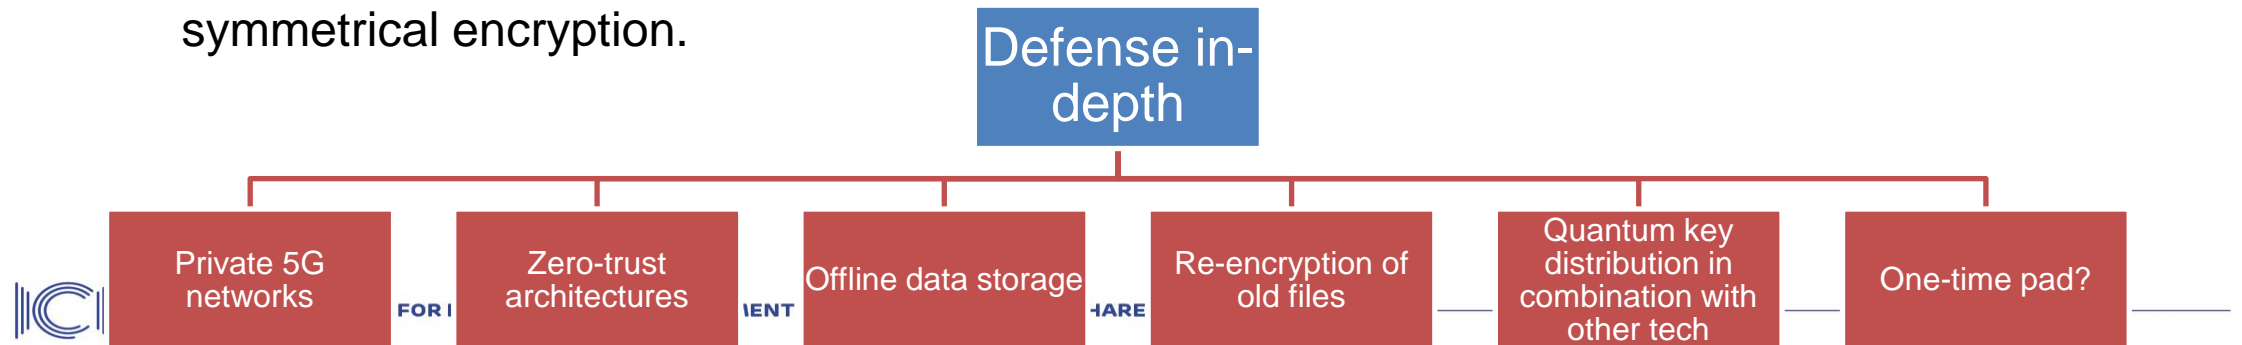 symmetrical encryption.
Defense in-
depth
Private 5G
networks
Zero-trust
architectures
Offline data storage
Re-encryption of
old files
Quantum key
distribution in
combination with
other tech
One-time pad?
FOR